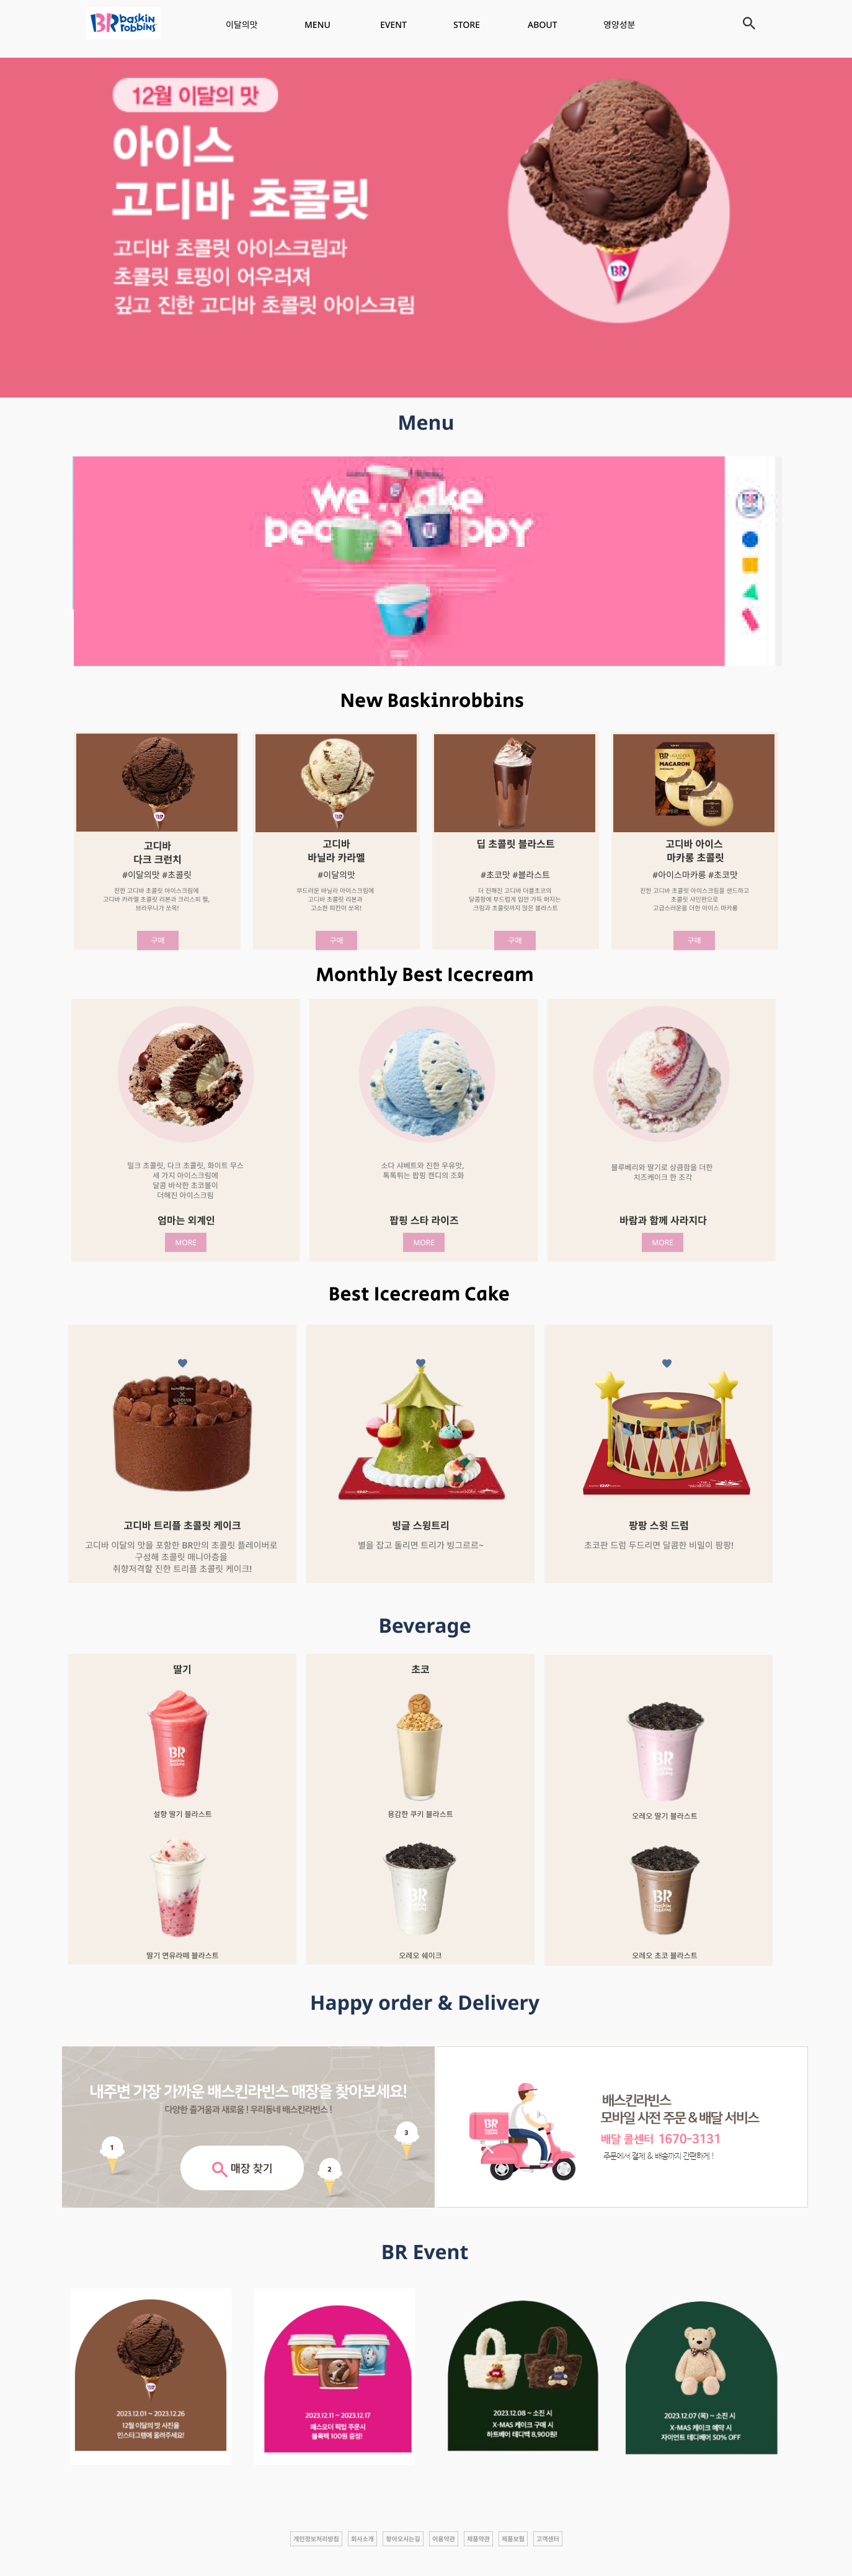 BR baskin robbins
이달의맛 MENU EVENT STORE ABOUT 영양성분
12월 이달의 맛
아이스
고디바 초콜릿
고디바 초콜릿 아이스크림과
초콜릿 토핑이 어우러져
깊고 진한 고디바 초콜릿 아이스크림
BR
Menu
We make
people happy
New Baskinrobbins
MACARON
고디바
다크 크런치
#이달의맛 #초콜릿
진한 고디바 초콜릿 아이스크림에
고디바 카라멜 초콜릿 리본과 크리스피 펄,
브라우니가 쏘옥!
구매
고디바
바닐라 카라멜
#이달의맛
부드러운 바닐라 아이스크림에
고디바 초콜릿 리본과
고소한 피칸이 쏘옥!
구매
딥 초콜릿 블라스트
#초코맛 #블라스트
더 진해진 고디바 더블초코의
달콤함에 부드럽게 입안 가득 퍼지는
크림과 초콜릿까지 얹은 블라스트
구매
고디바 아이스
마카롱 초콜릿
#아이스마카롱 #초코맛
진한 고디바 초콜릿 아이스크림을 샌드하고
초콜릿 사인판으로
고급스러운을 더한 아이스 마카롱
구매
Monthly Best Icecream
밀크 초콜릿, 다크 초콜릿, 화이트 무스
세 가지 아이스크림에
달콤 바삭한 초코볼이
더해진 아이스크림
엄마는 외계인
MORE
소다 샤베트와 진한 우유맛,
톡톡튀는 팝핑 캔디의 조화
팝핑 스타 라이즈
MORE
블루베리와 딸기로 상큼함을 더한
치즈케이크 한 조각
바람과 함께 사라지다
MORE
Best Icecream Cake
고디바 트리플 초콜릿 케이크
고디바 이달의 맛을 포함한 BR만의 초콜릿 플레이버로
구성해 초콜릿 매니아층을
취향저격할 진한 트리플 초콜릿 케이크!
빙글 스윙트리
별을 잡고 돌리면 트리가 빙그르르~
팡팡 스윗 드럼
초코판 드럼 두드리면 달콤한 비밀이 팡팡!
Beverage
딸기
BR baskin robbins
설향 딸기 블라스트
딸기 연유라떼 블라스트
초코
용감한 쿠키 블라스트
BR baskin robbins
오레오 쉐이크
BR baskin robbins
오레오 딸기 블라스트
BR baskin robbins
오레오 초코 블라스트
Happy order & Delivery
내주변 가장 가까운 배스킨라빈스 매장을 찾아보세요!
다양한 즐거움과 새로움 ! 우리동네 배스킨라빈스 !
1
매장 찾기
2
3
BR
배스킨라빈스
모바일 사전 주문 & 배달 서비스
배달 콜센터 1670-3131
주문에서 결제 & 배송까지 간편하게 !
BR Event
BR
2023.12.01 ~ 2023.12.26
12월 이달의 맛 사진을
인스타그램에 올려주세요!
2023.12.11 ~ 2023.12.17
패스오더 픽업 주문시
블록팩 100원 증정!
2023.12.08 ~ 소진 시
X-MAS 케이크 구매 시
하트베어 테디백 8,900원!
2023.12.07 (목) ~ 소진 시
X-MAS 케이크 예약 시
자이언트 테디베어 50% OFF
개인정보처리방침 회사소개 찾아오시는길 이용약관 제품약관 제품보험 고객센터